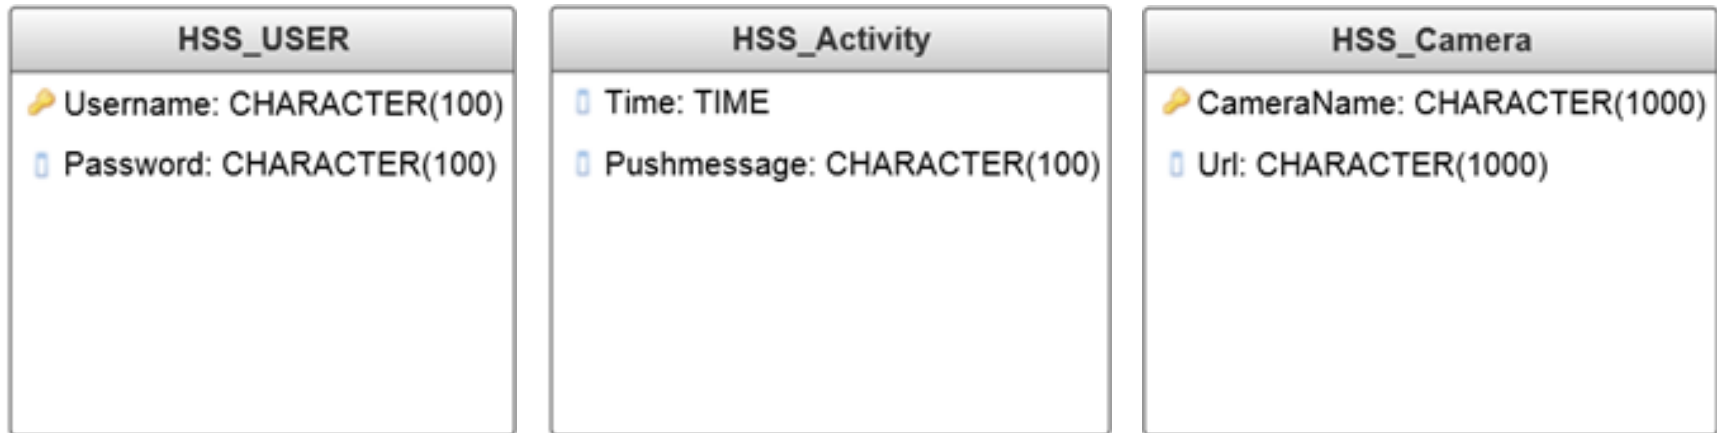 HSS_USER
Username: CHARACTER(100)
Password: CHARACTER(100)
HSS_Activity
Time: TIME
Pushmessage: CHARACTER(100)
HSS_Camera
CameraName: CHARACTER(1000)
Url: CHARACTER(1000)